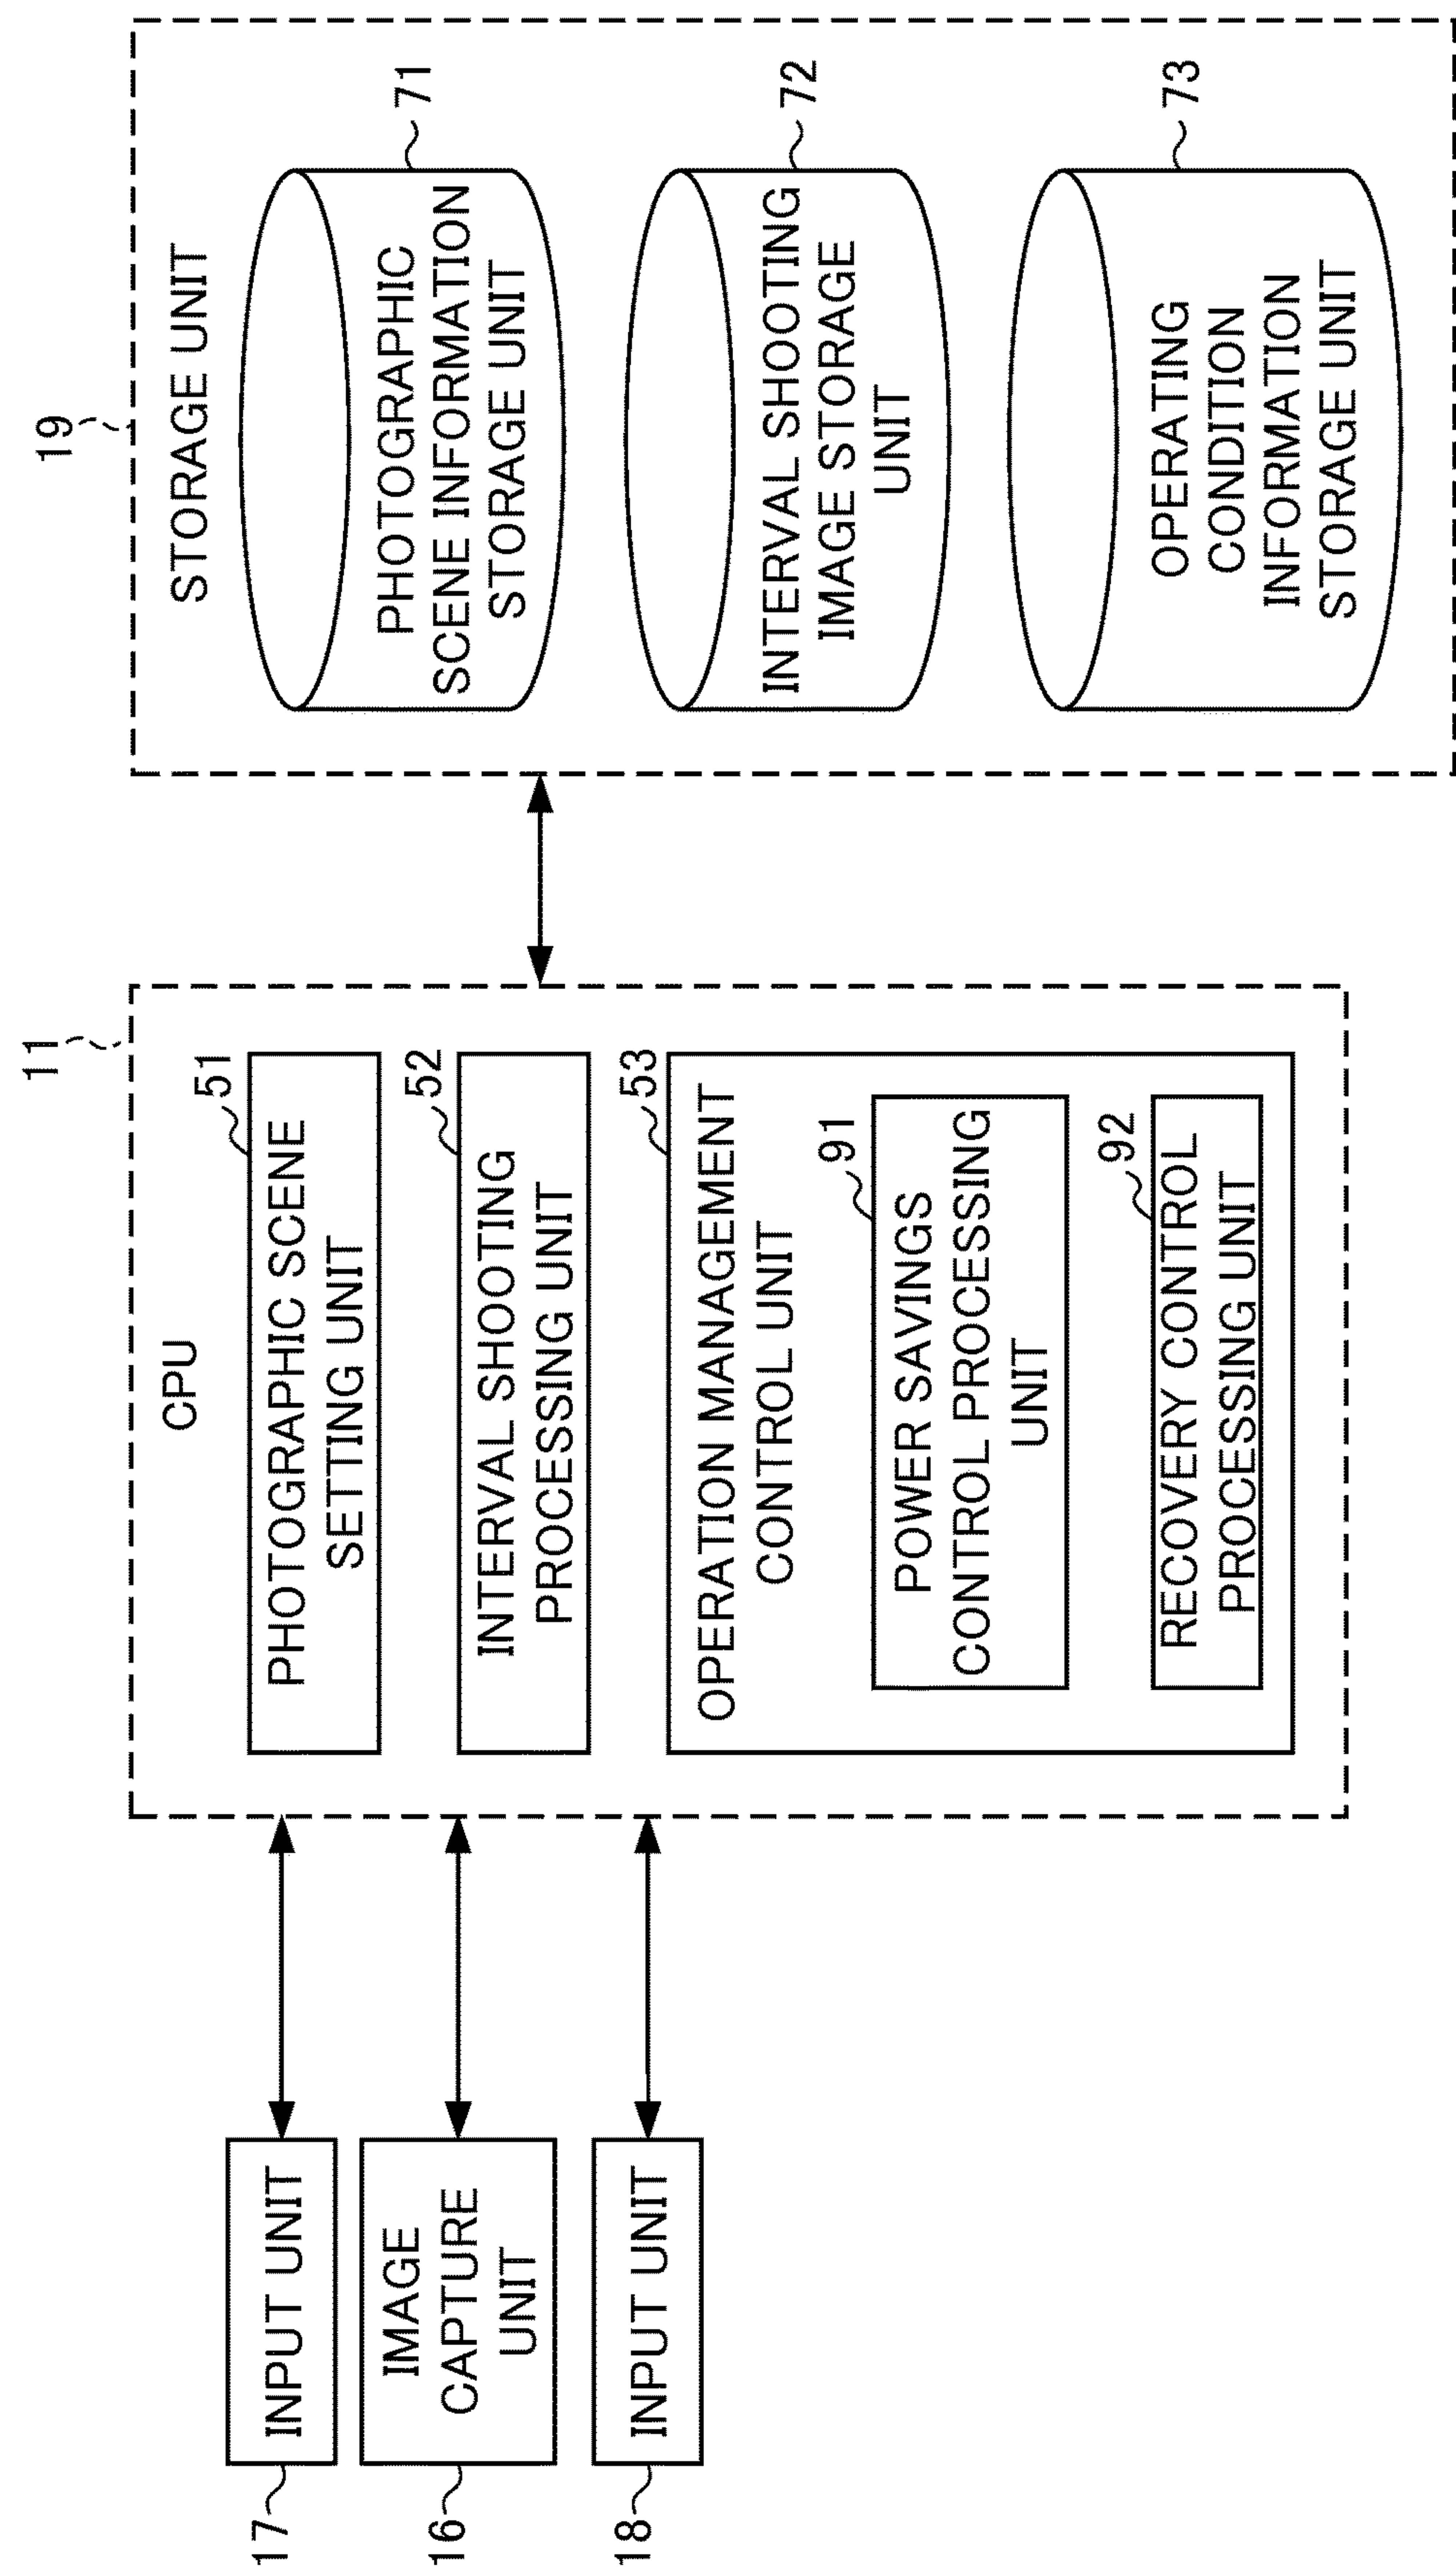 17
INPUT UNIT
16
IMAGE
CAPTURE
UNIT
18
INPUT UNIT
11
CPU
51
PHOTOGRAPHIC SCENE
SETTING UNIT
52
INTERVAL SHOOTING
PROCESSING UNIT
53
OPERATION MANAGEMENT
CONTROL UNIT
91
POWER SAVINGS
CONTROL PROCESSING
UNIT
92
RECOVERY CONTROL
PROCESSING UNIT
19
STORAGE UNIT
71
PHOTOGRAPHIC
SCENE INFORMATION
STORAGE UNIT
72
INTERVAL SHOOTING
IMAGE STORAGE
UNIT
73
OPERATING
CONDITION
INFORMATION
STORAGE UNIT